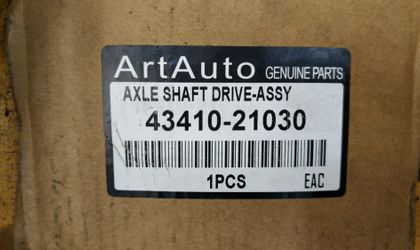 ArtAuto GENUINE PARTS
AXLE SHAFT DRIVE-ASSY
43410-21030
1PCS EAC